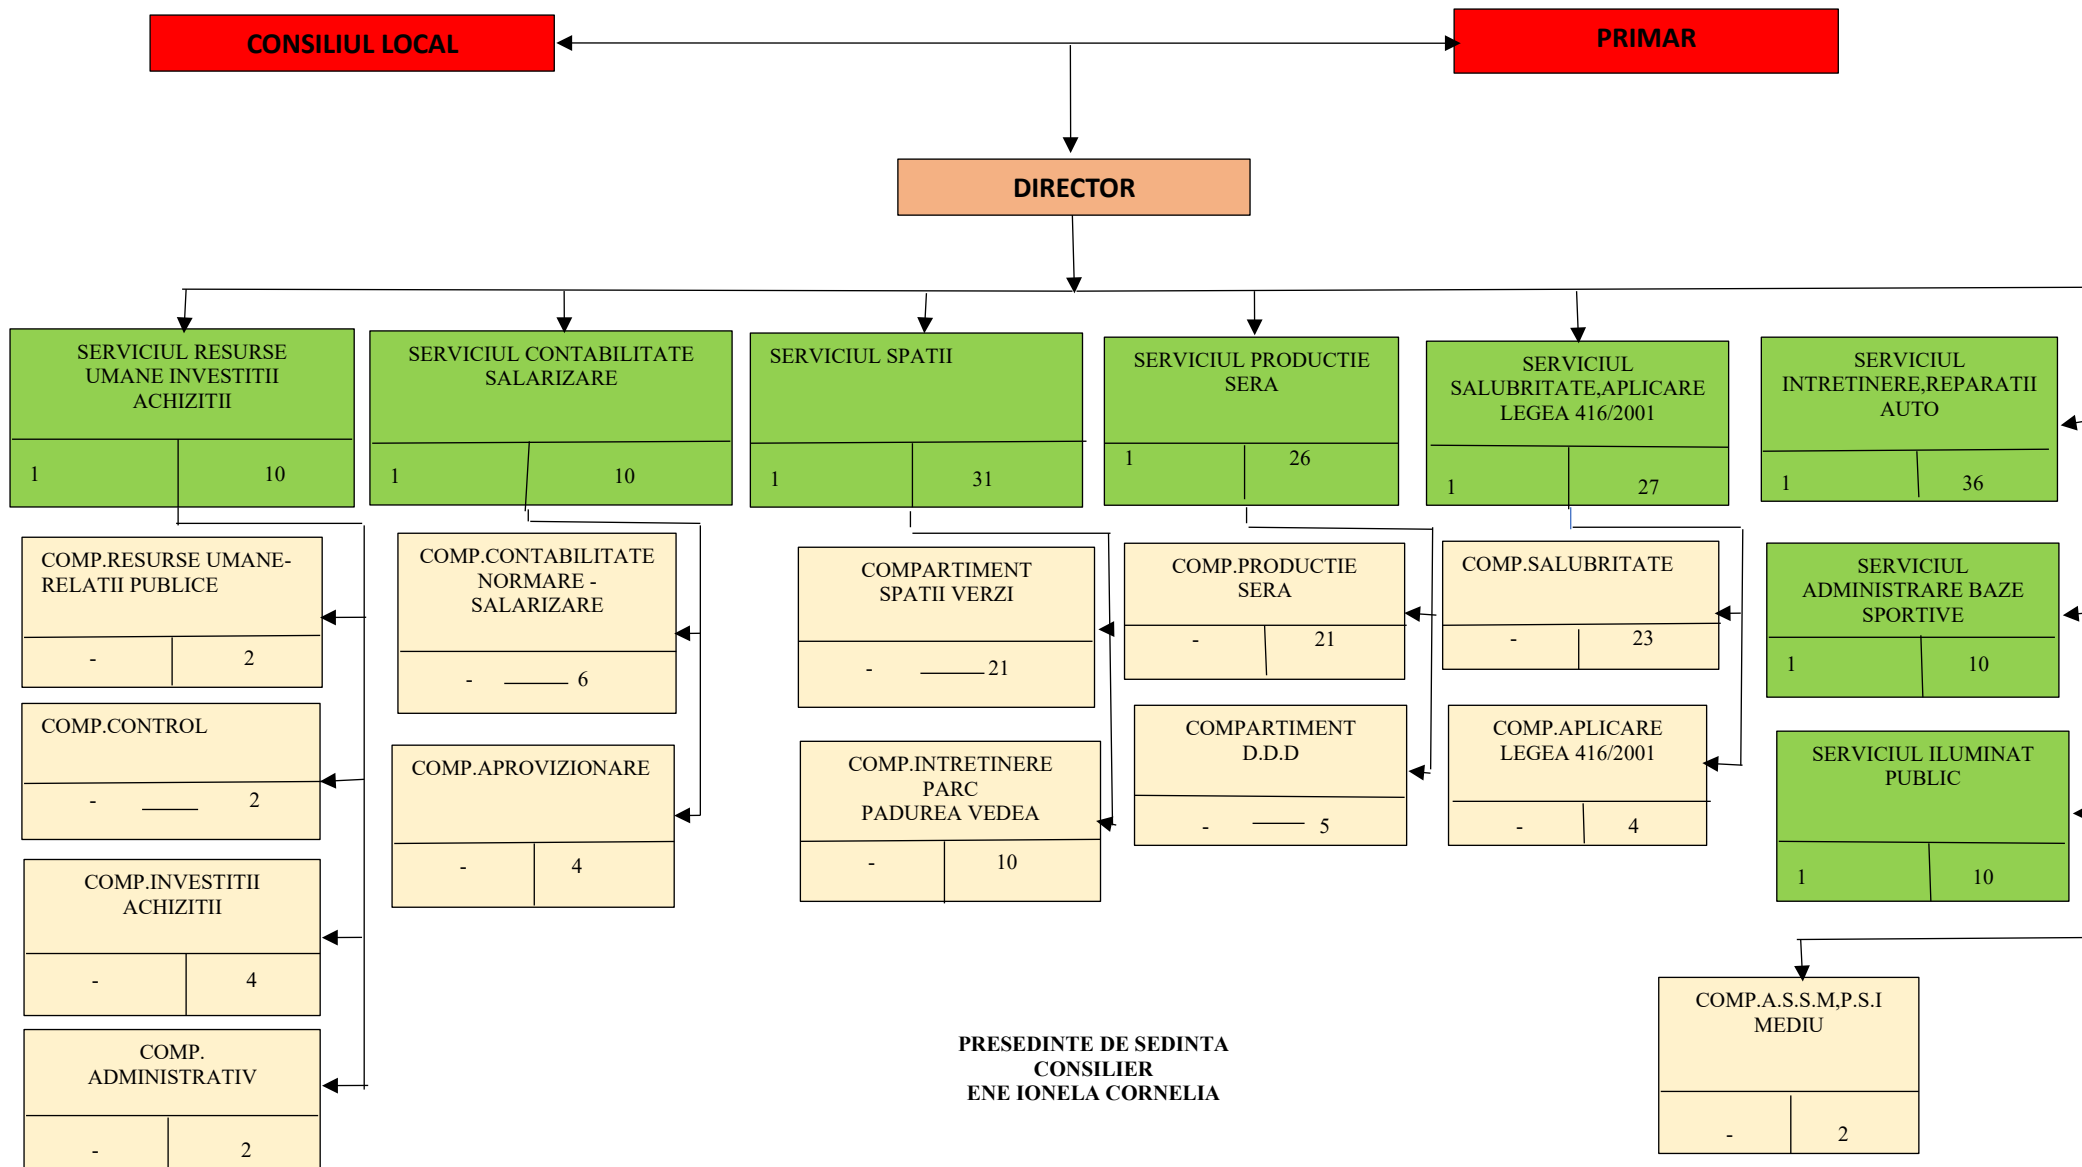 CONSILIUL LOCAL
PRIMAR
DIRECTOR
SERVICIUL RESURSE
UMANE INVESTITII
ACHIZITII
1 10
SERVICIUL CONTABILITATE
SALARIZARE
1 10
SERVICIUL SPATII
1 31
SERVICIUL PRODUCTIE
SERA
1 26
SERVICIUL
SALUBRITATE,APLICARE
LEGEA 416/2001
1 27
SERVICIUL
INTRETINERE,REPARATII
AUTO
1 36
COMP.RESURSE UMANE-
RELATII PUBLICE
- 2
COMP.CONTROL
- 2
COMP.INVESTITII
ACHIZITII
- 4
COMP.
ADMINISTRATIV
- 2
COMP.CONTABILITATE
NORMARE -
SALARIZARE
- 6
COMP.APROVIZIONARE
- 4
COMPARTIMENT
SPATII VERZI
- 21
COMP.INTRETINERE
PARC
PADUREA VEDEA
- 10
COMP.PRODUCTIE
SERA
- 21
COMPARTIMENT
D.D.D
- 5
COMP.SALUBRITATE
- 23
COMP.APLICARE
LEGEA 416/2001
- 4
SERVICIUL
ADMINISTRARE BAZE
SPORTIVE
1 10
SERVICIUL ILUMINAT
PUBLIC
1 10
COMP.A.S.S.M,P.S.I
MEDIU
- 2
PRESEDINTE DE SEDINTA
CONSILIER
ENE IONELA CORNELIA